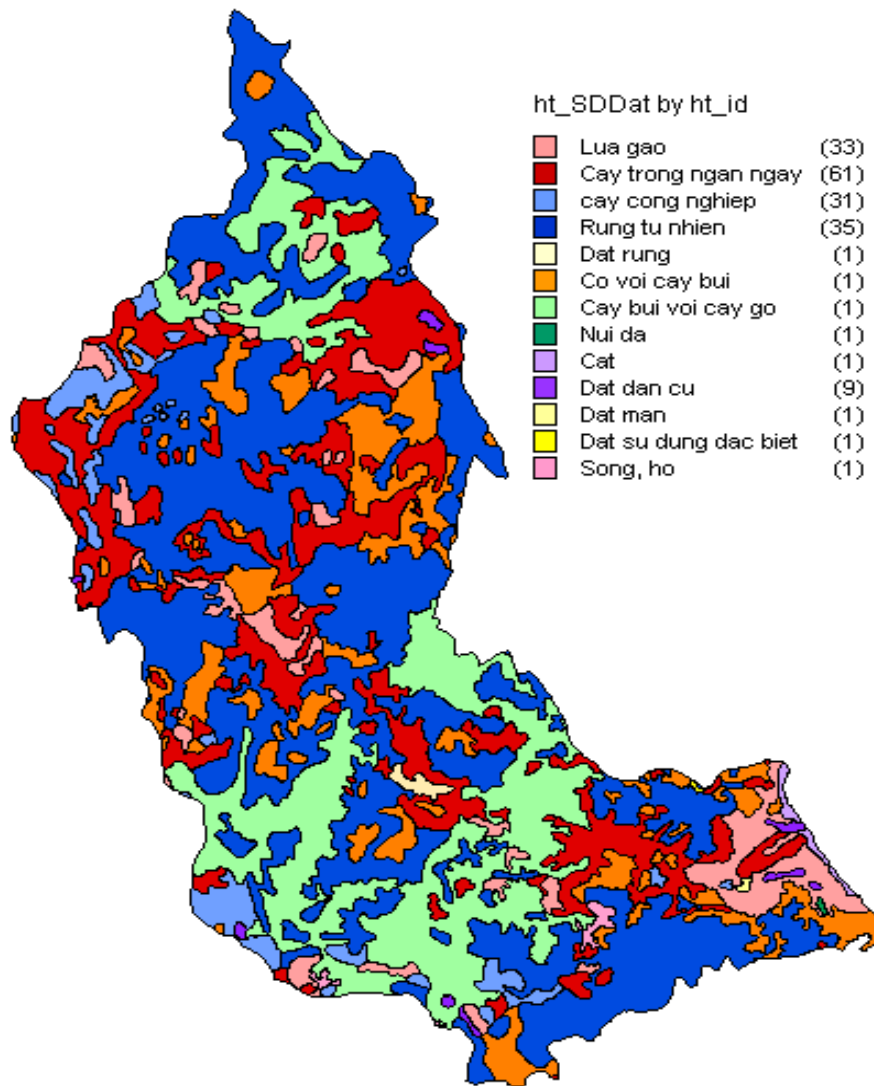 ht_SDDat by ht_id
Lua gao (33)
Cay trong ngan ngay (61)
cay cong nghiep (31)
Rung tu nhien (35)
Dat rung (1)
Co voi cay bui (1)
Cay bui voi cay go (1)
Nui da (1)
Cat (1)
Dat dan cu (9)
Dat man (1)
Dat su dung dac biet (1)
Song, ho (1)